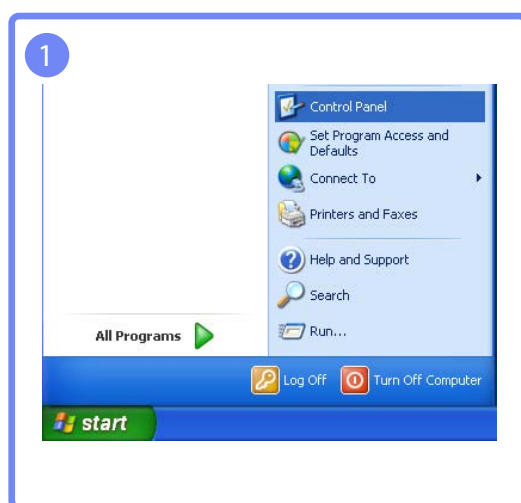 1
Control Panel
Set Program Access and
Defaults
Connect To
Printers and Faxes
Help and Support
Search
All Programs
Run...
Log Off
Turn Off Computer
start